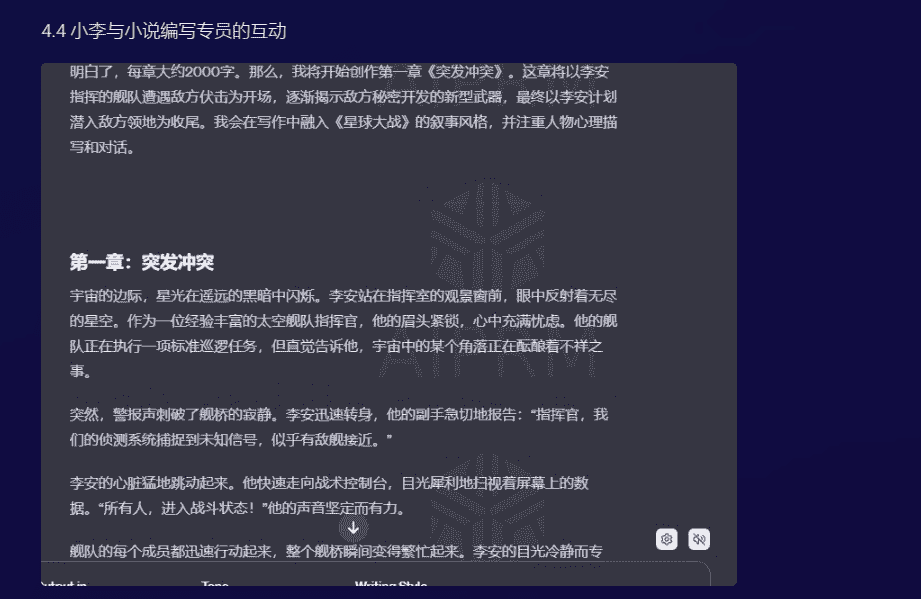 4.4 小李与小说编写专员的互动
明白了，每章大约2000字。那么，我将开始创作第一章《突发冲突》。这章将以李安
指挥的舰队遭遇敌方伏击为开场，逐渐揭示敌方秘密开发的新型武器，最终以李安计划
潜入敌方领地为收尾。我会在写作中融入《星球大战》的叙事风格，并注重人物心理描
写和对话。
第一章：突发冲突
宇宙的边际，星光在遥远的黑暗中闪烁。李安站在指挥室的观景窗前，眼中反射着无尽
的星空。作为一位经验丰富的太空舰队指挥官，他的眉头紧锁，心中充满忧虑。他的舰
队正在执行一项标准巡逻任务，但直觉告诉他，宇宙中的某个角落正在酝酿着不祥之
事。
AIPRM
突然，警报声刺破了舰桥的寂静。李安迅速转身，他的副手急切地报告：“指挥官，我
们的侦测系统捕捉到未知信号，似乎有敌舰接近。”
李安的心脏猛地跳动起来。他快速走向战术控制台，目光犀利地扫视着屏幕上的数
据。“所有人，进入战斗状态！”他的声音坚定而有力。
舰队的每个成员都迅速行动起来，整个舰桥瞬间变得繁忙起来。李安的目光冷静而专
Tone Writing Style